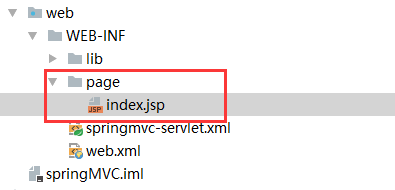 web
WEB-INF
lib
page
index.jsp
springmvc-servlet.xml
web.xml
springMVC.iml